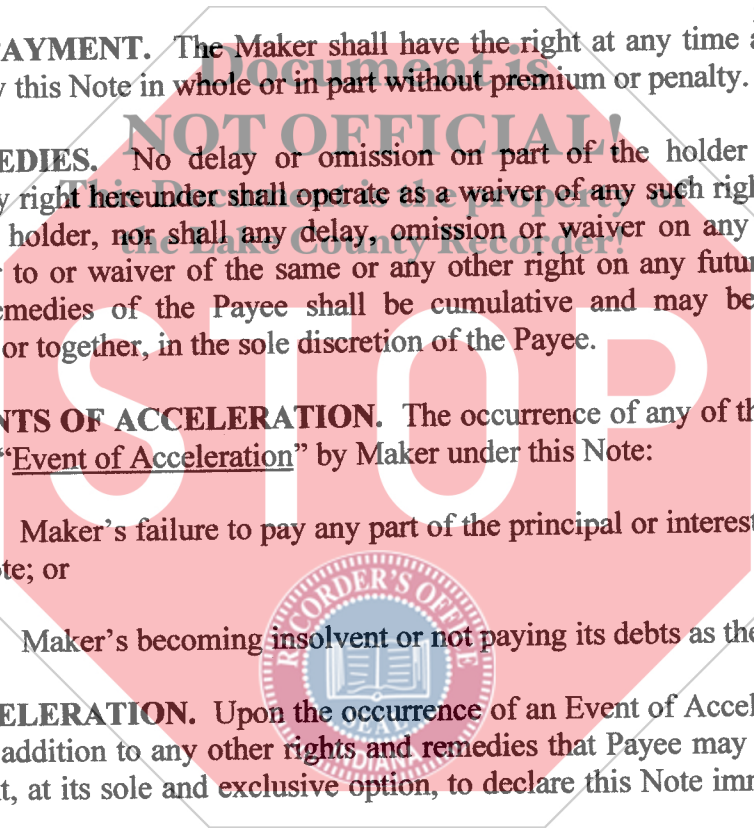 PAYMENT. The Maker shall have the right at any time
this Note in whole or in part without premium or penalty.
EDIES. No delay or omission on part of the holder
right hereunder shall operate as a waiver of any such
holder, nor shall any delay, omission or waiver on any
to or waiver of the same or any other right on any
emedies of the Payee shall be cumulative and may be
or together, in the sole discretion of the Payee.
NTS OF ACCELERATION. The occurrence of any of
“Event of Acceleration” by Maker under this Note:
Maker’s failure to pay any part of the principal or interest
te; or
Maker’s becoming insolvent or not paying its debts as
ELERATION. Upon the occurrence of an Event of
addition to any other rights and remedies that Payee may
t, at its sole and exclusive option, to declare this Note
Document is
NOT OFFICIAL!
This Document is the property of
the Lake County Recorder!
STOP
RECORDER'S OFFICE
SEAL
INDIANA